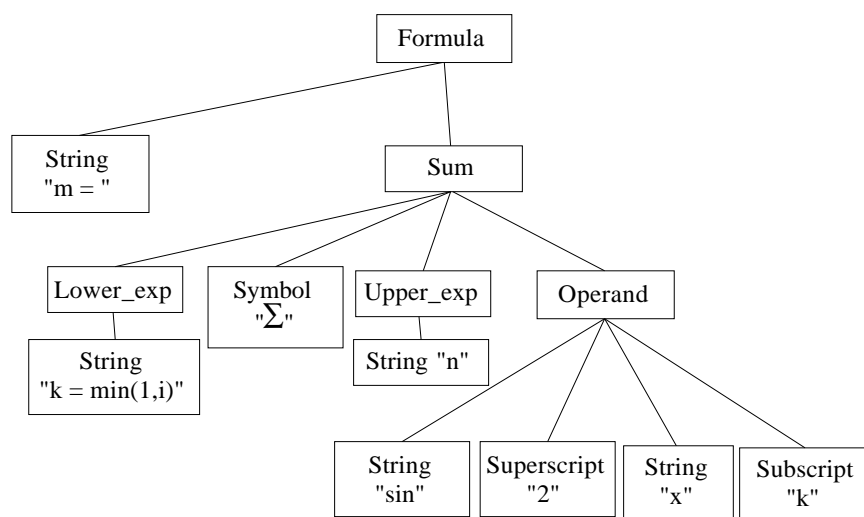 Formula
String
"m = "
Sum
Lower_exp
Symbol
"Σ"
Upper_exp
Operand
String
"k = min(1,i)"
String "n"
String
"sin"
Superscript
"2"
String
"x"
Subscript
"k"